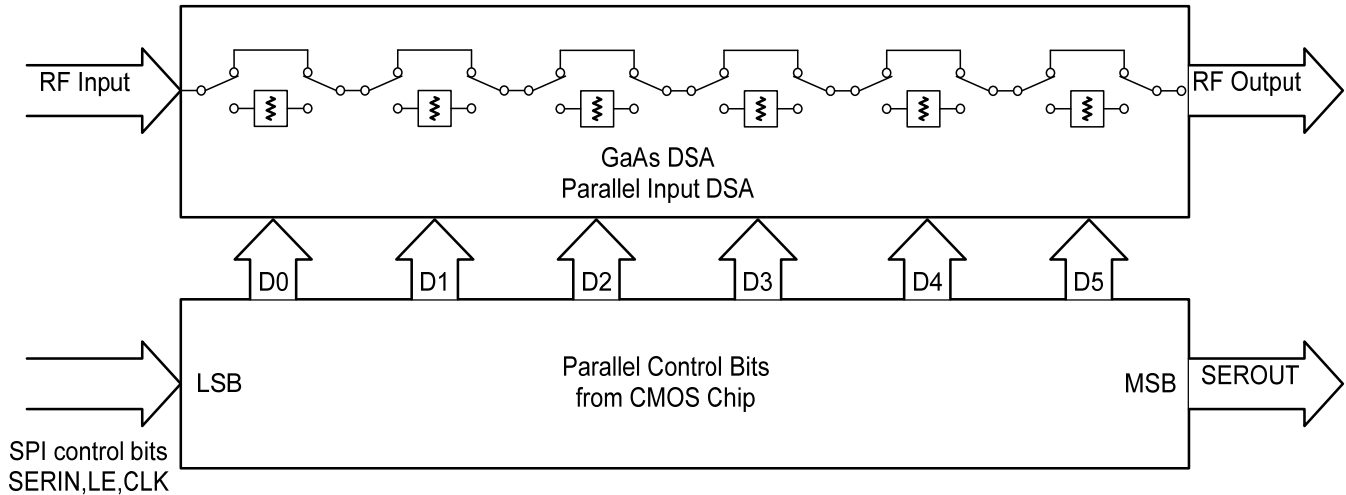 RF Input
RF Output
GaAs DSA
Parallel Input DSA
D0
D1
D2
D3
D4
D5
LSB
Parallel Control Bits
from CMOS Chip
MSB
SEROUT
SPI control bits
SERIN,LE,CLK